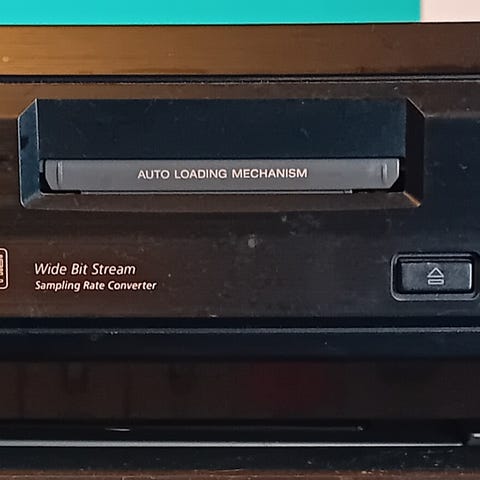 AUTO LOADING MECHANISM
Wide Bit Stream
Sampling Rate Converter